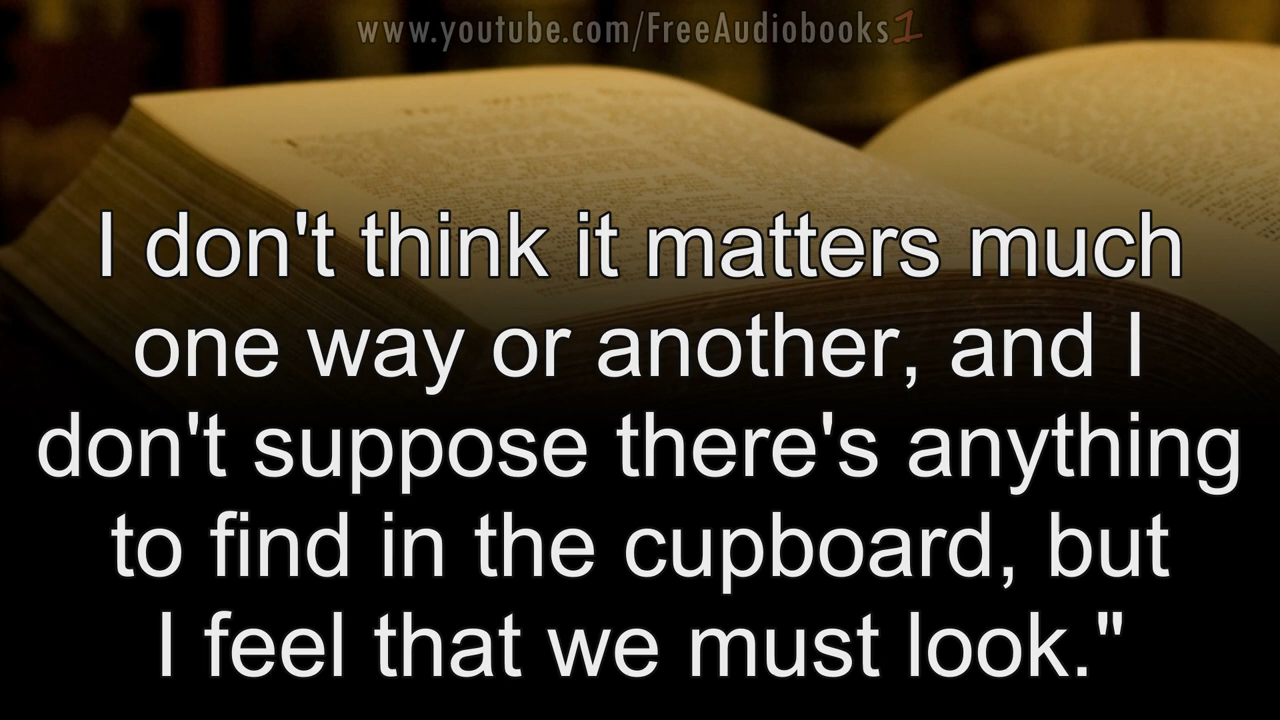 www.youtube.com/FreeAudiobooks1
I don't think it matters much
one way or another, and I
don't suppose there's anything
to find in the cupboard, but
I feel that we must look."